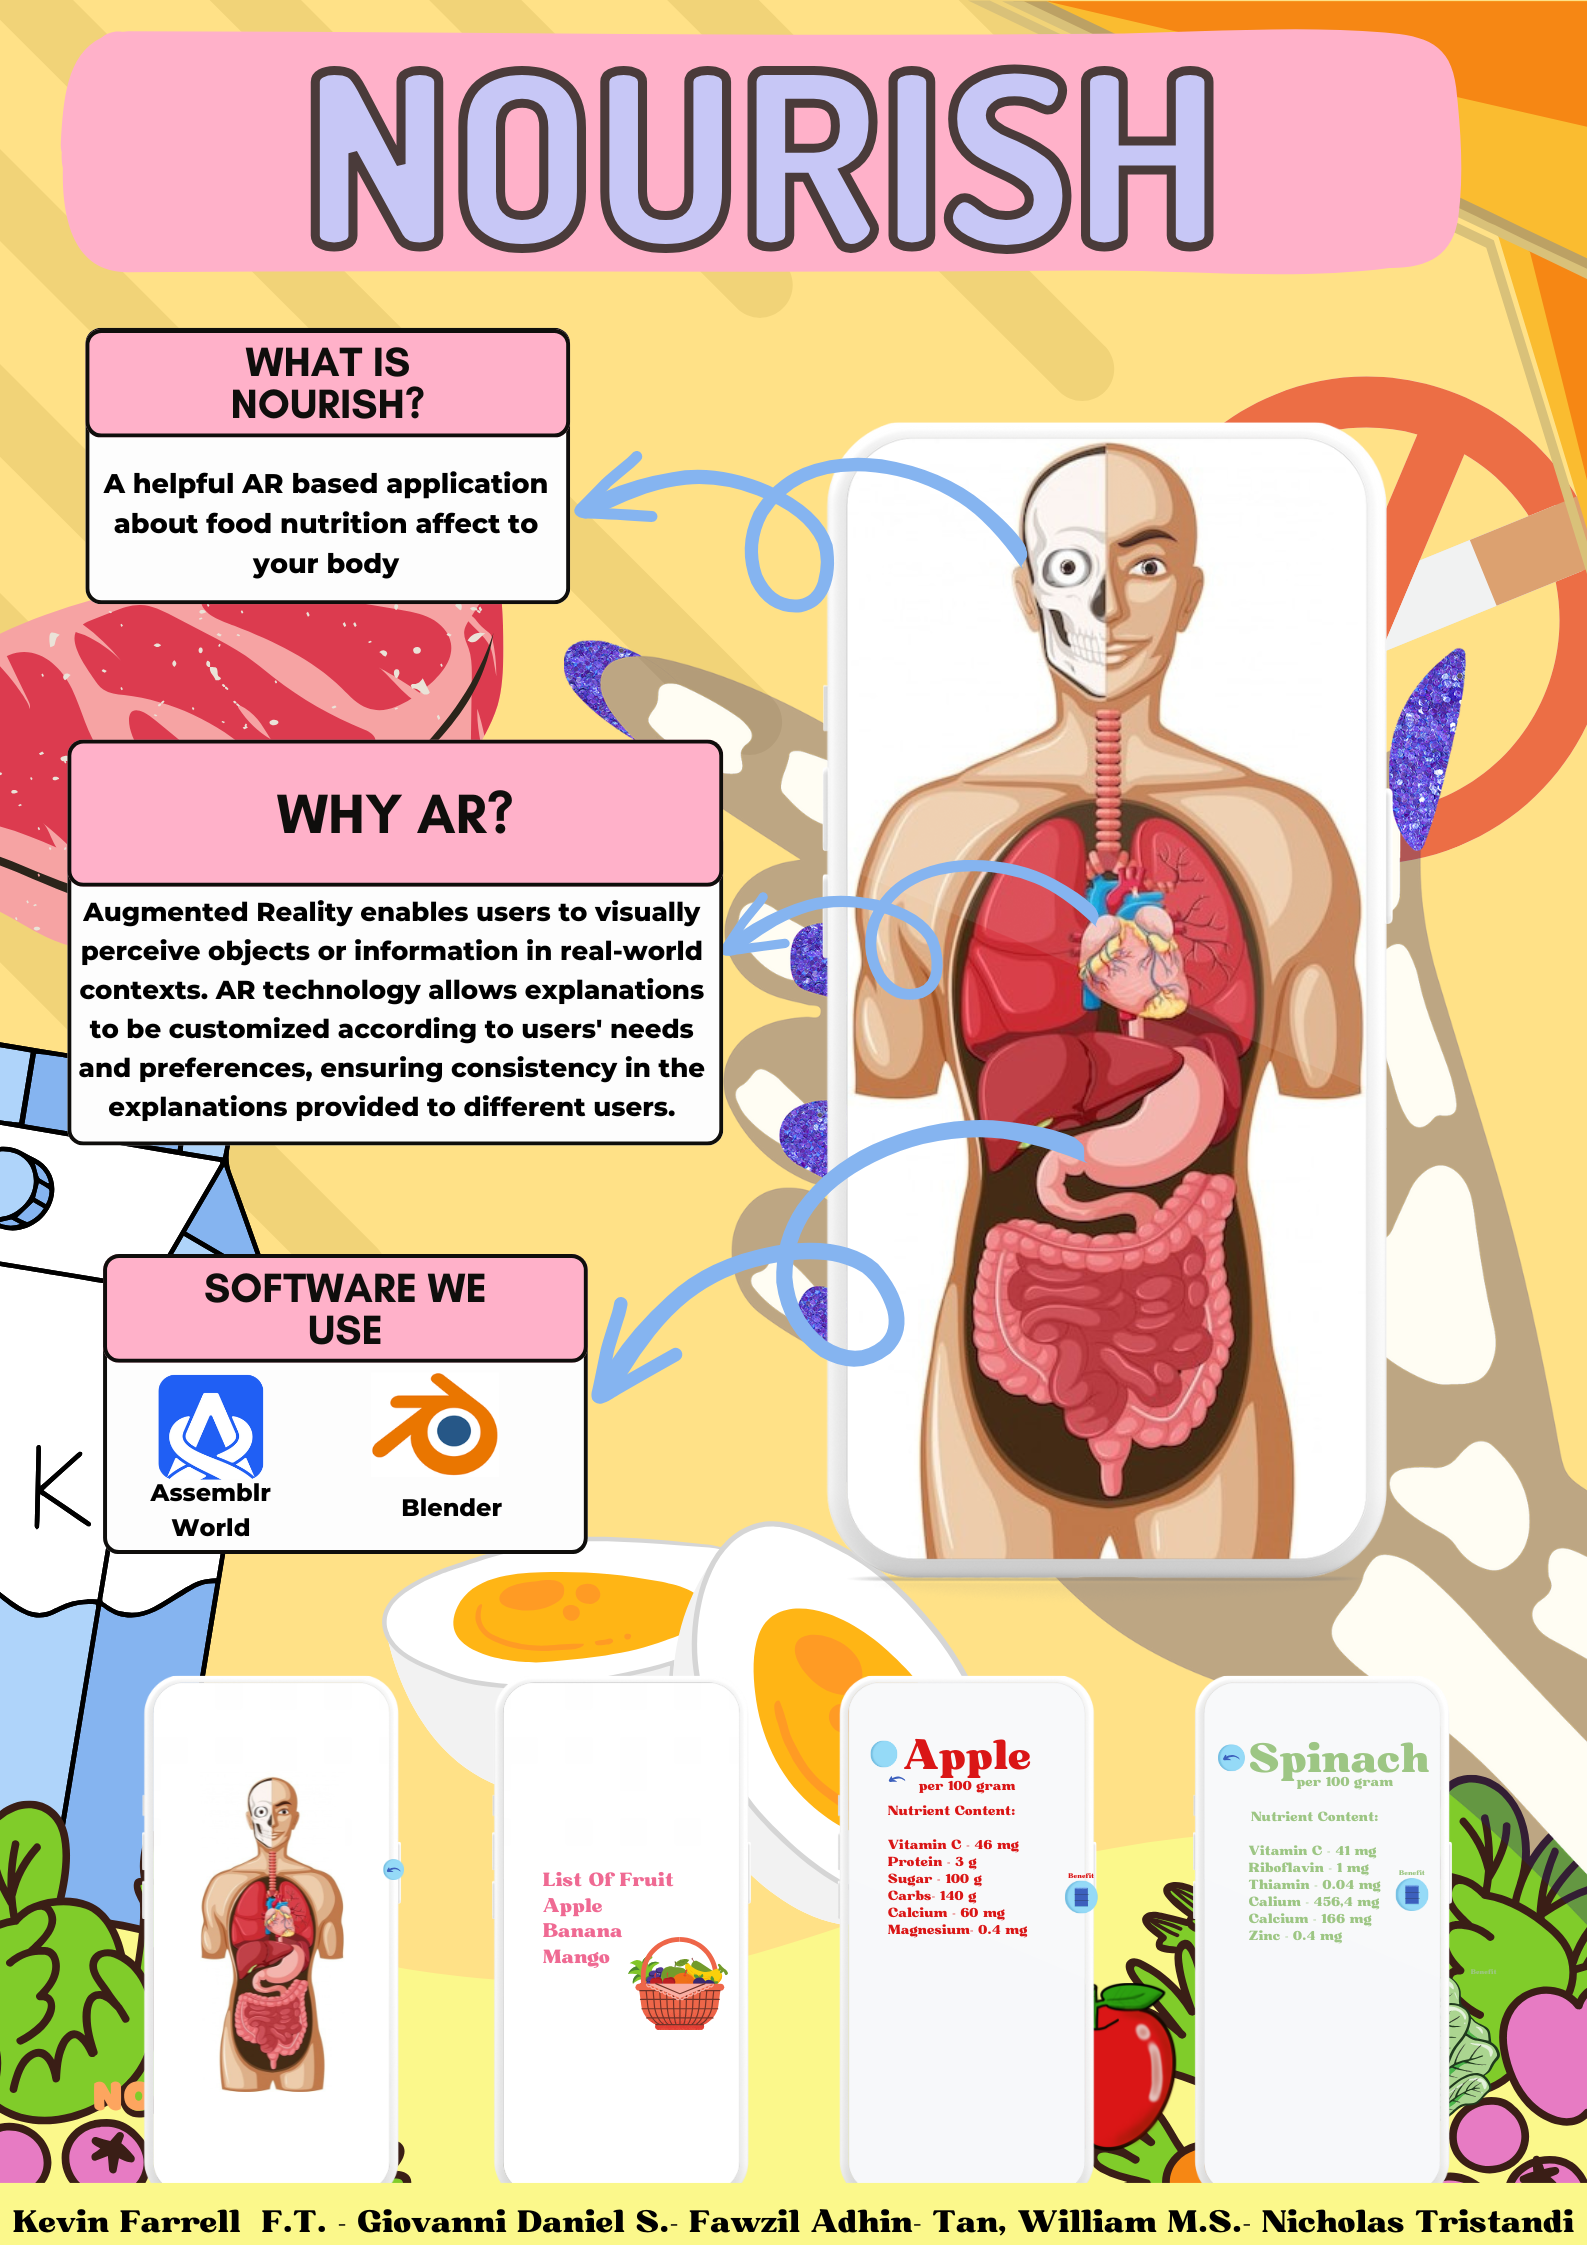 NOURISH
WHAT IS
NOURISH?
A helpful AR based application
about food nutrition affect to
your body
WHY AR?
Augmented Reality enables users to visually
perceive objects or information in real-world
contexts. AR technology allows explanations
to be customized according to users' needs
and preferences, ensuring consistency in the
explanations provided to different users.
SOFTWARE WE
USE
Assemblr
World
Blender
K
List Of Fruit
Apple
Banana
Mango
Apple
per 100 gram
Nutrient Content:
Vitamin C - 46 mg
Protein - 3 g
Sugar - 100 g
Carbs- 140 g
Calcium - 60 mg
Magnesium- 0.4 mg
Benefit
Spinach
per 100 gram
Nutrient Content:
Vitamin C - 41 mg
Riboflavin - 1 mg
Thiamin - 0.04 mg
Calium - 456,4 mg
Calcium - 166 mg
Zinc - 0.4 mg
Benefit
Benefit
NO
Kevin Farrell F.T. - Giovanni Daniel S.- Fawzil Adhin- Tan, William M.S.- Nicholas Tristandi